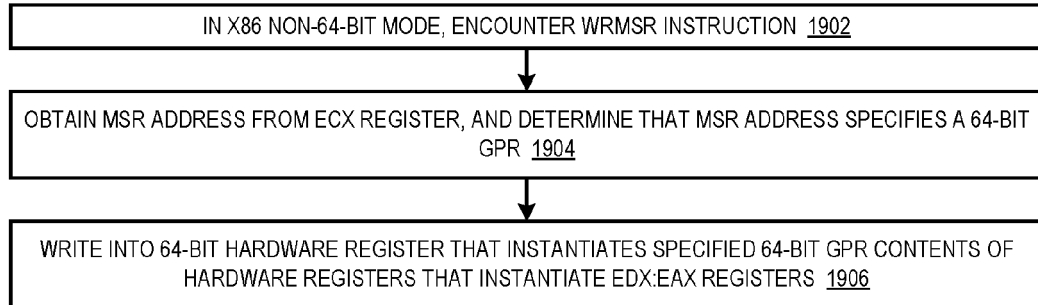 IN X86 NON-64-BIT MODE, ENCOUNTER WRMSR INSTRUCTION 1902
OBTAIN MSR ADDRESS FROM ECX REGISTER, AND DETERMINE THAT MSR ADDRESS SPECIFIES A 64-BIT
GPR 1904
WRITE INTO 64-BIT HARDWARE REGISTER THAT INSTANTIATES SPECIFIED 64-BIT GPR CONTENTS OF
HARDWARE REGISTERS THAT INSTANTIATE EDX:EAX REGISTERS 1906